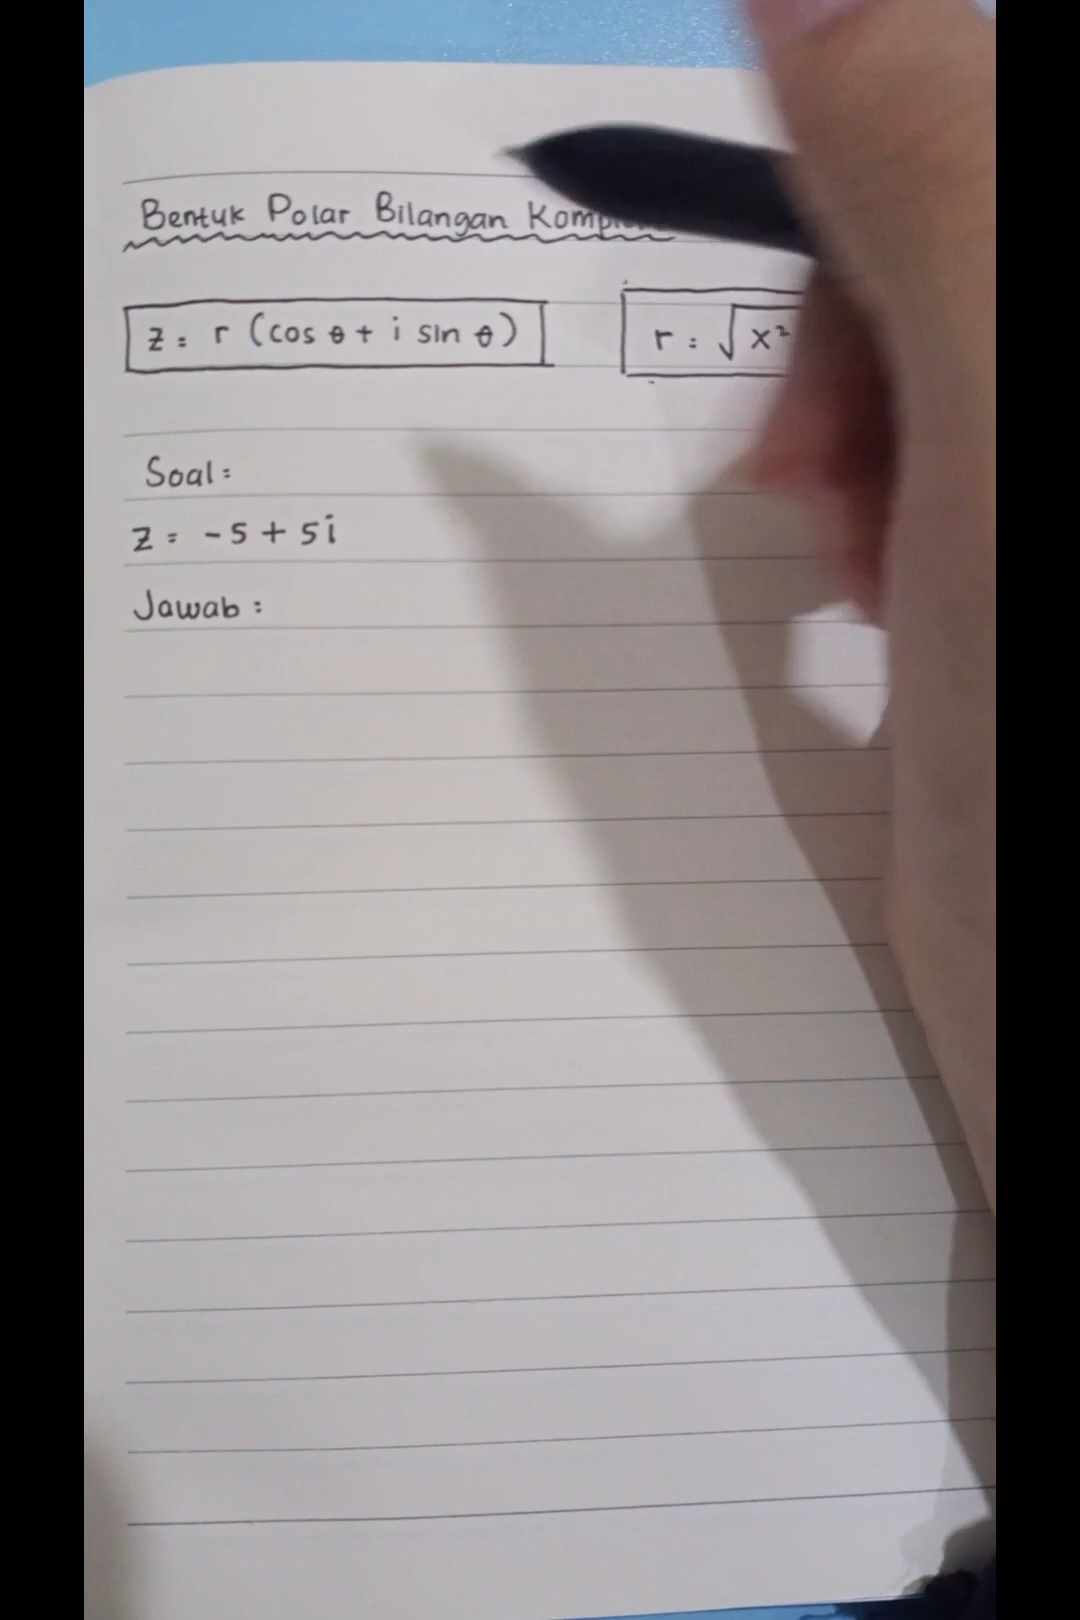 Bentuk Polar Bilangan
z = r (cos θ + i sin θ)
r = √x²
Soal:
z = -5 + 5i
Jawab :